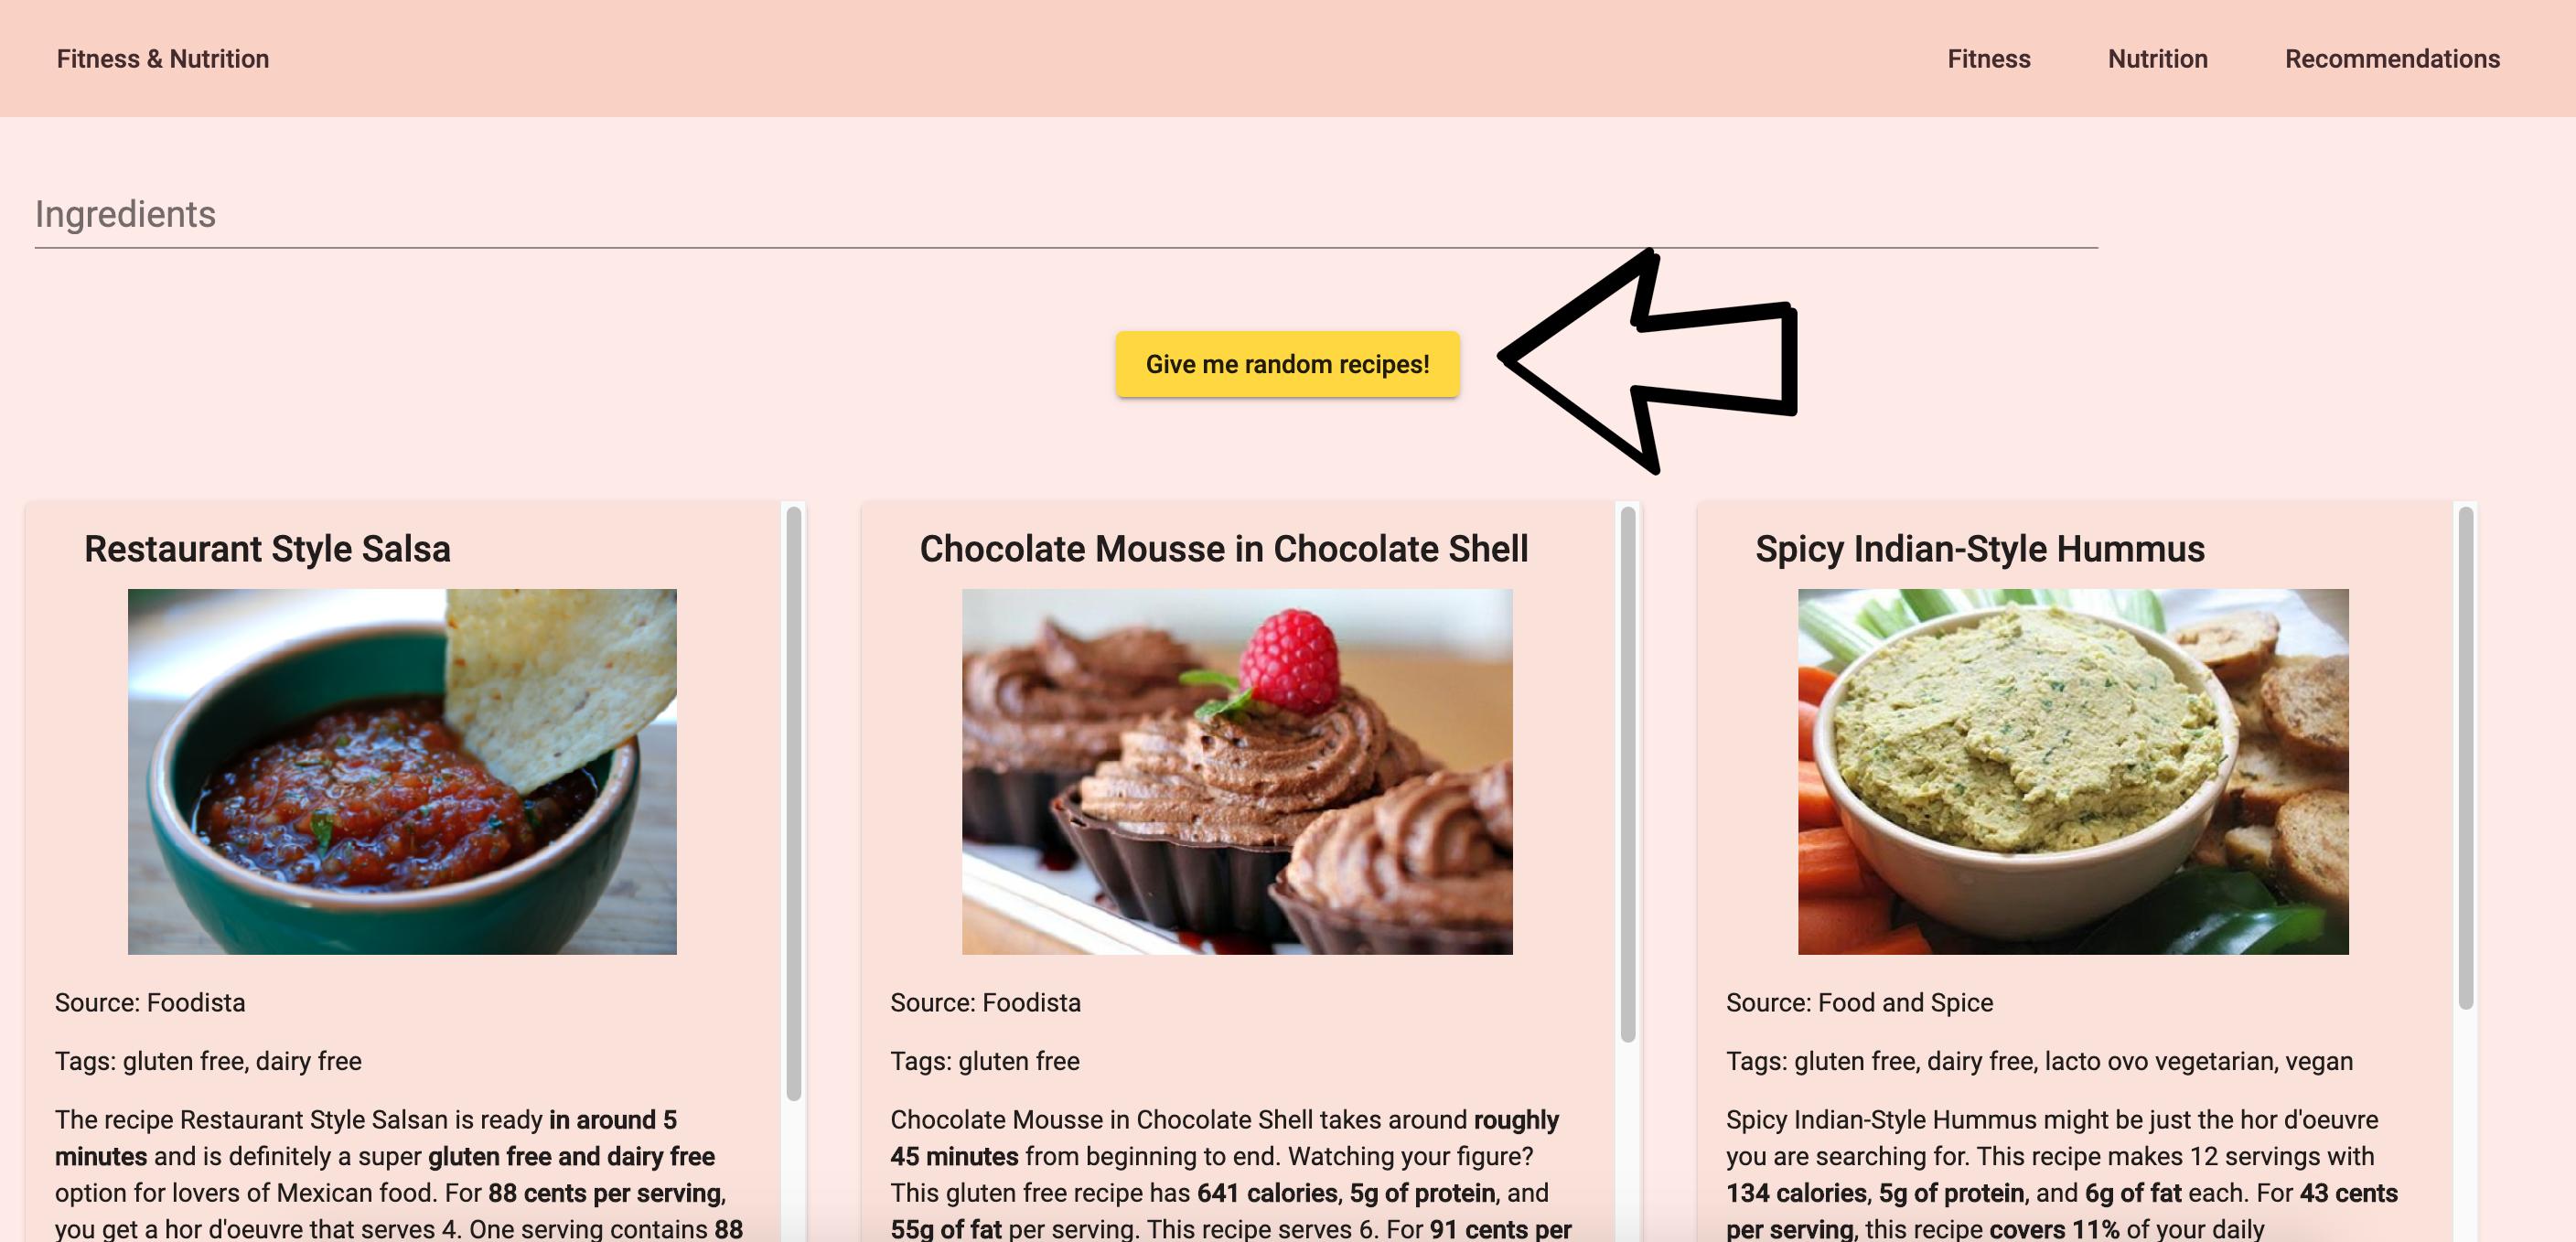 Fitness & Nutrition
Fitness
Nutrition
Recommendations
Ingredients
Give me random recipes!
Restaurant Style Salsa
Source: Foodista
Tags: gluten free, dairy free
The recipe Restaurant Style Salsan is ready in around 5
minutes and is definitely a super gluten free and dairy free
option for lovers of Mexican food. For 88 cents per serving,
you get a hor d'oeuvre that serves 4. One serving contains 88
Chocolate Mousse in Chocolate Shell
Source: Foodista
Tags: gluten free
Chocolate Mousse in Chocolate Shell takes around roughly
45 minutes from beginning to end. Watching your figure?
This gluten free recipe has 641 calories, 5g of protein, and
55g of fat per serving. This recipe serves 6. For 91 cents per
Spicy Indian-Style Hummus
Source: Food and Spice
Tags: gluten free, dairy free, lacto ovo vegetarian, vegan
Spicy Indian-Style Hummus might be just the hor d'oeuvre
you are searching for. This recipe makes 12 servings with
134 calories, 5g of protein, and 6g of fat each. For 43 cents
per serving, this recipe covers 11% of your daily